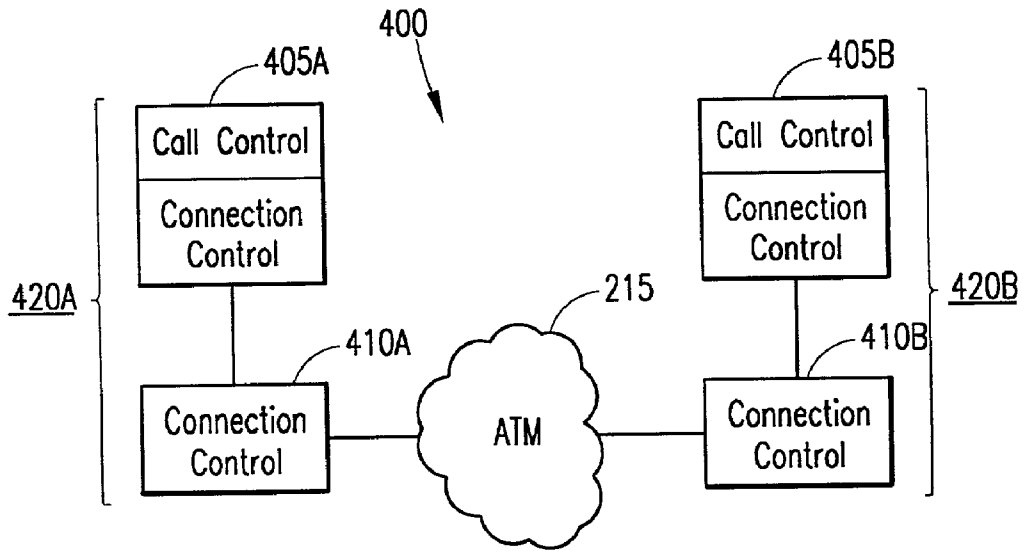 400
405A
405B
Call Control
Connection
Control
Call Control
Connection
Control
420A
420B
215
410A
410B
Connection
Control
ATM
Connection
Control